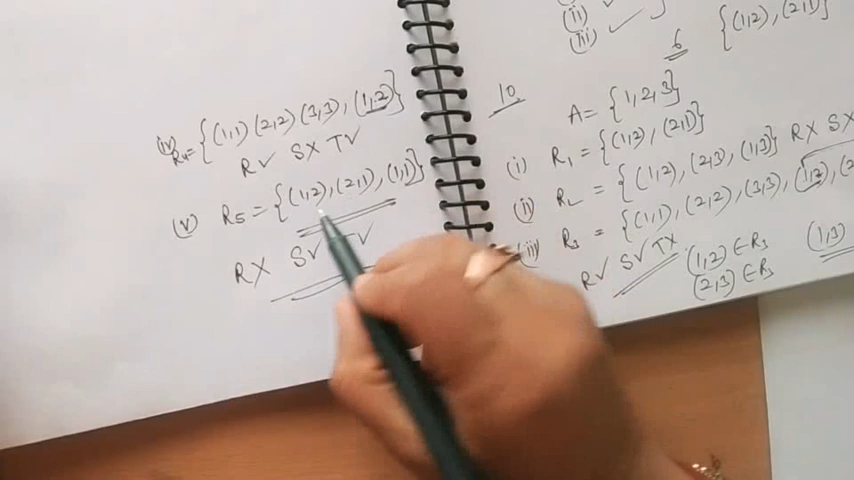 (iv) R4 = {(1,1) (2,2) (3,3), (1,2)}
R✓ S✗ T✓
(v) R5 = {(1,2), (2,1), (1,1)}
R✗ S✓ T✓
(ii) ✓
(iii) ✓
6
{(1,2), (2,1)
10
A = {1,2,3}
(i) R1 = {(1,2), (2,1)}
(ii) R2 = {(1,2), (2,3), (1,3)} R✗ S✗
(iii) R3 = {(1,1), (2,2), (3,3), (1,2), (2
R✓ S✓ T✗
(1,2) ∈ R3
(2,3) ∈ R3
(1,3)